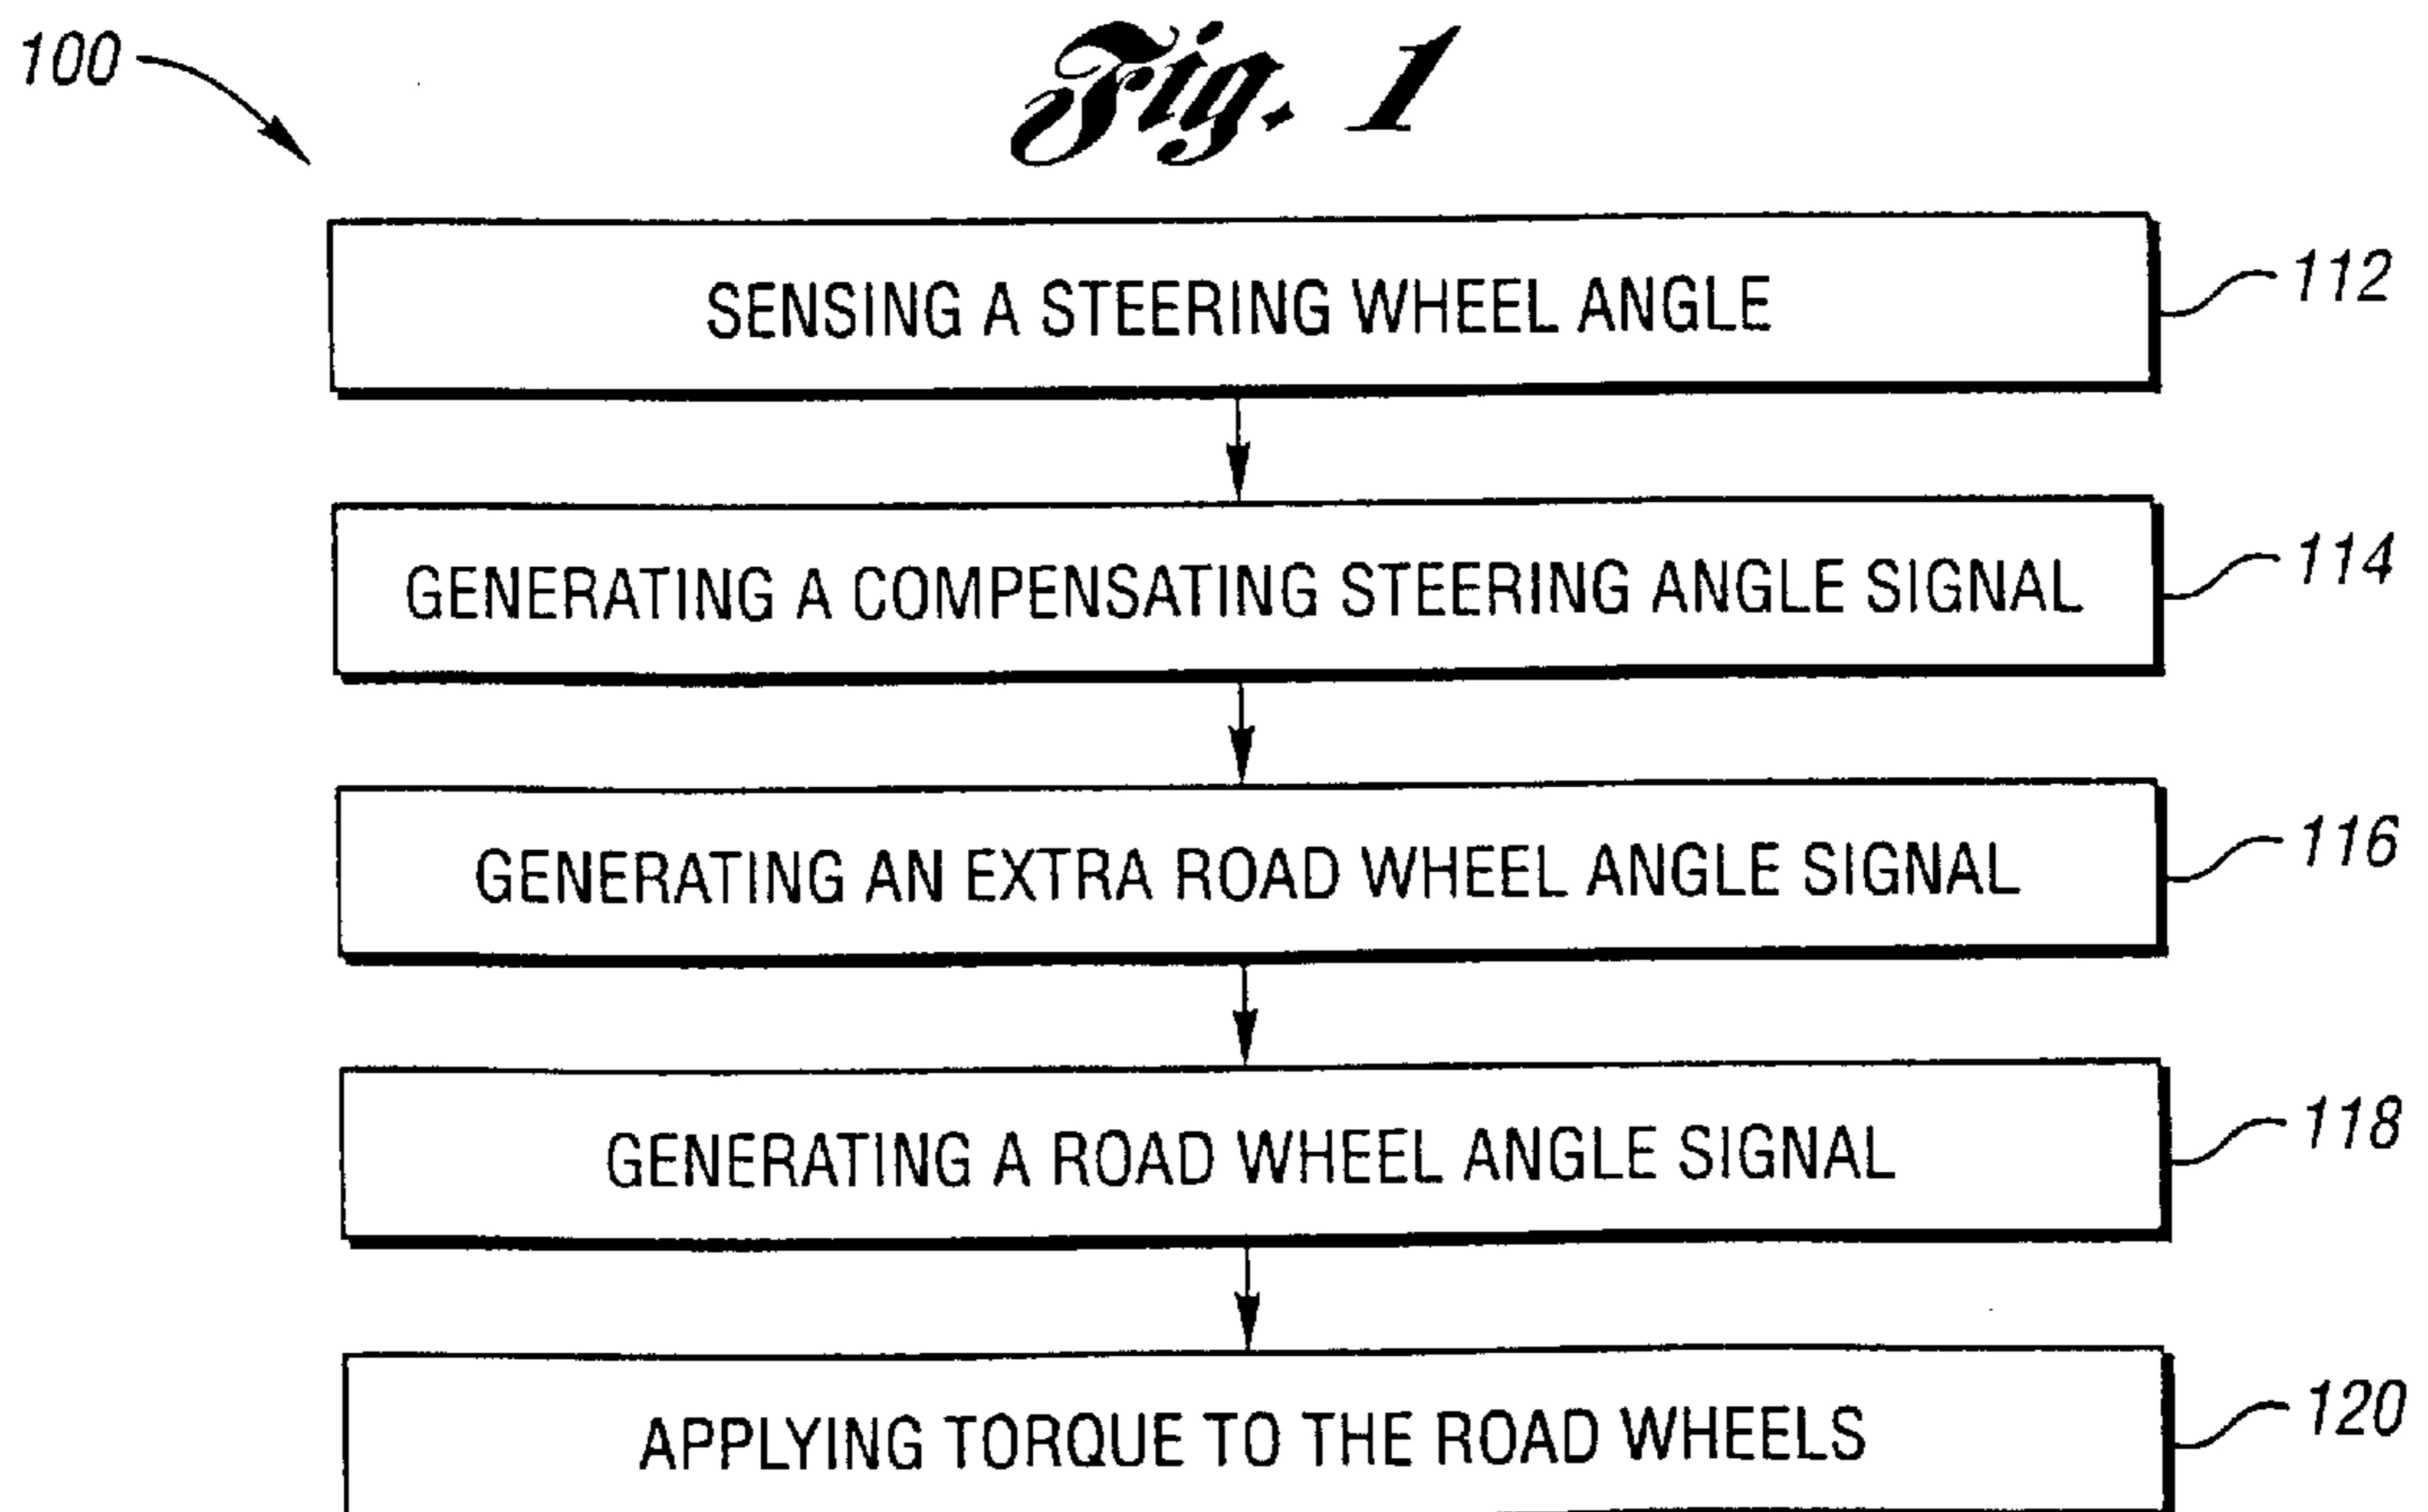 100
Fig. 1
SENSING A STEERING WHEEL ANGLE
112
GENERATING A COMPENSATING STEERING ANGLE SIGNAL
114
GENERATING AN EXTRA ROAD WHEEL ANGLE SIGNAL
116
GENERATING A ROAD WHEEL ANGLE SIGNAL
118
APPLYING TORQUE TO THE ROAD WHEELS
120